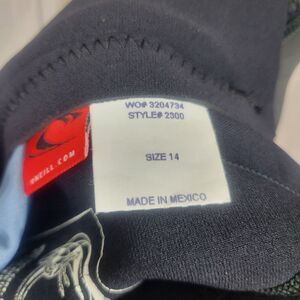 WO# 3204734
STYLE# 2300
SIZE 14
MADE IN MEXICO
ONEILL.COM